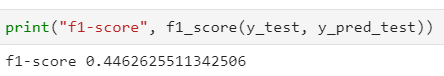 print("f1-score", f1_score(y_test, y_pred_test))
f1-score 0.4462625511342506